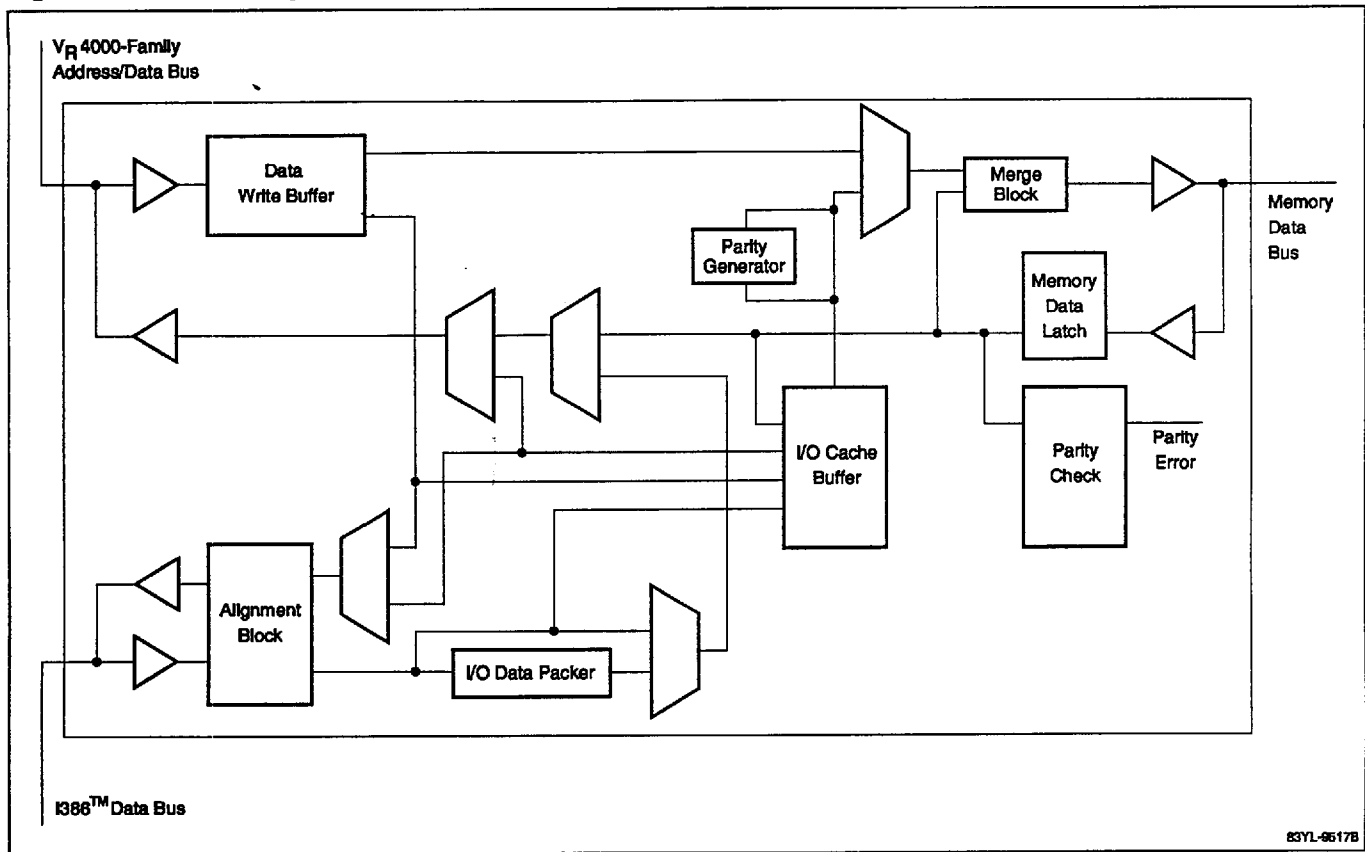 VR 4000-Family
Address/Data Bus
Data
Write Buffer
Merge
Block
Memory
Data
Bus
Parity
Generator
Memory
Data
Latch
I/O Cache
Buffer
Parity
Check
Parity
Error
Alignment
Block
I/O Data Packer
I386™ Data Bus
83YL-9517B